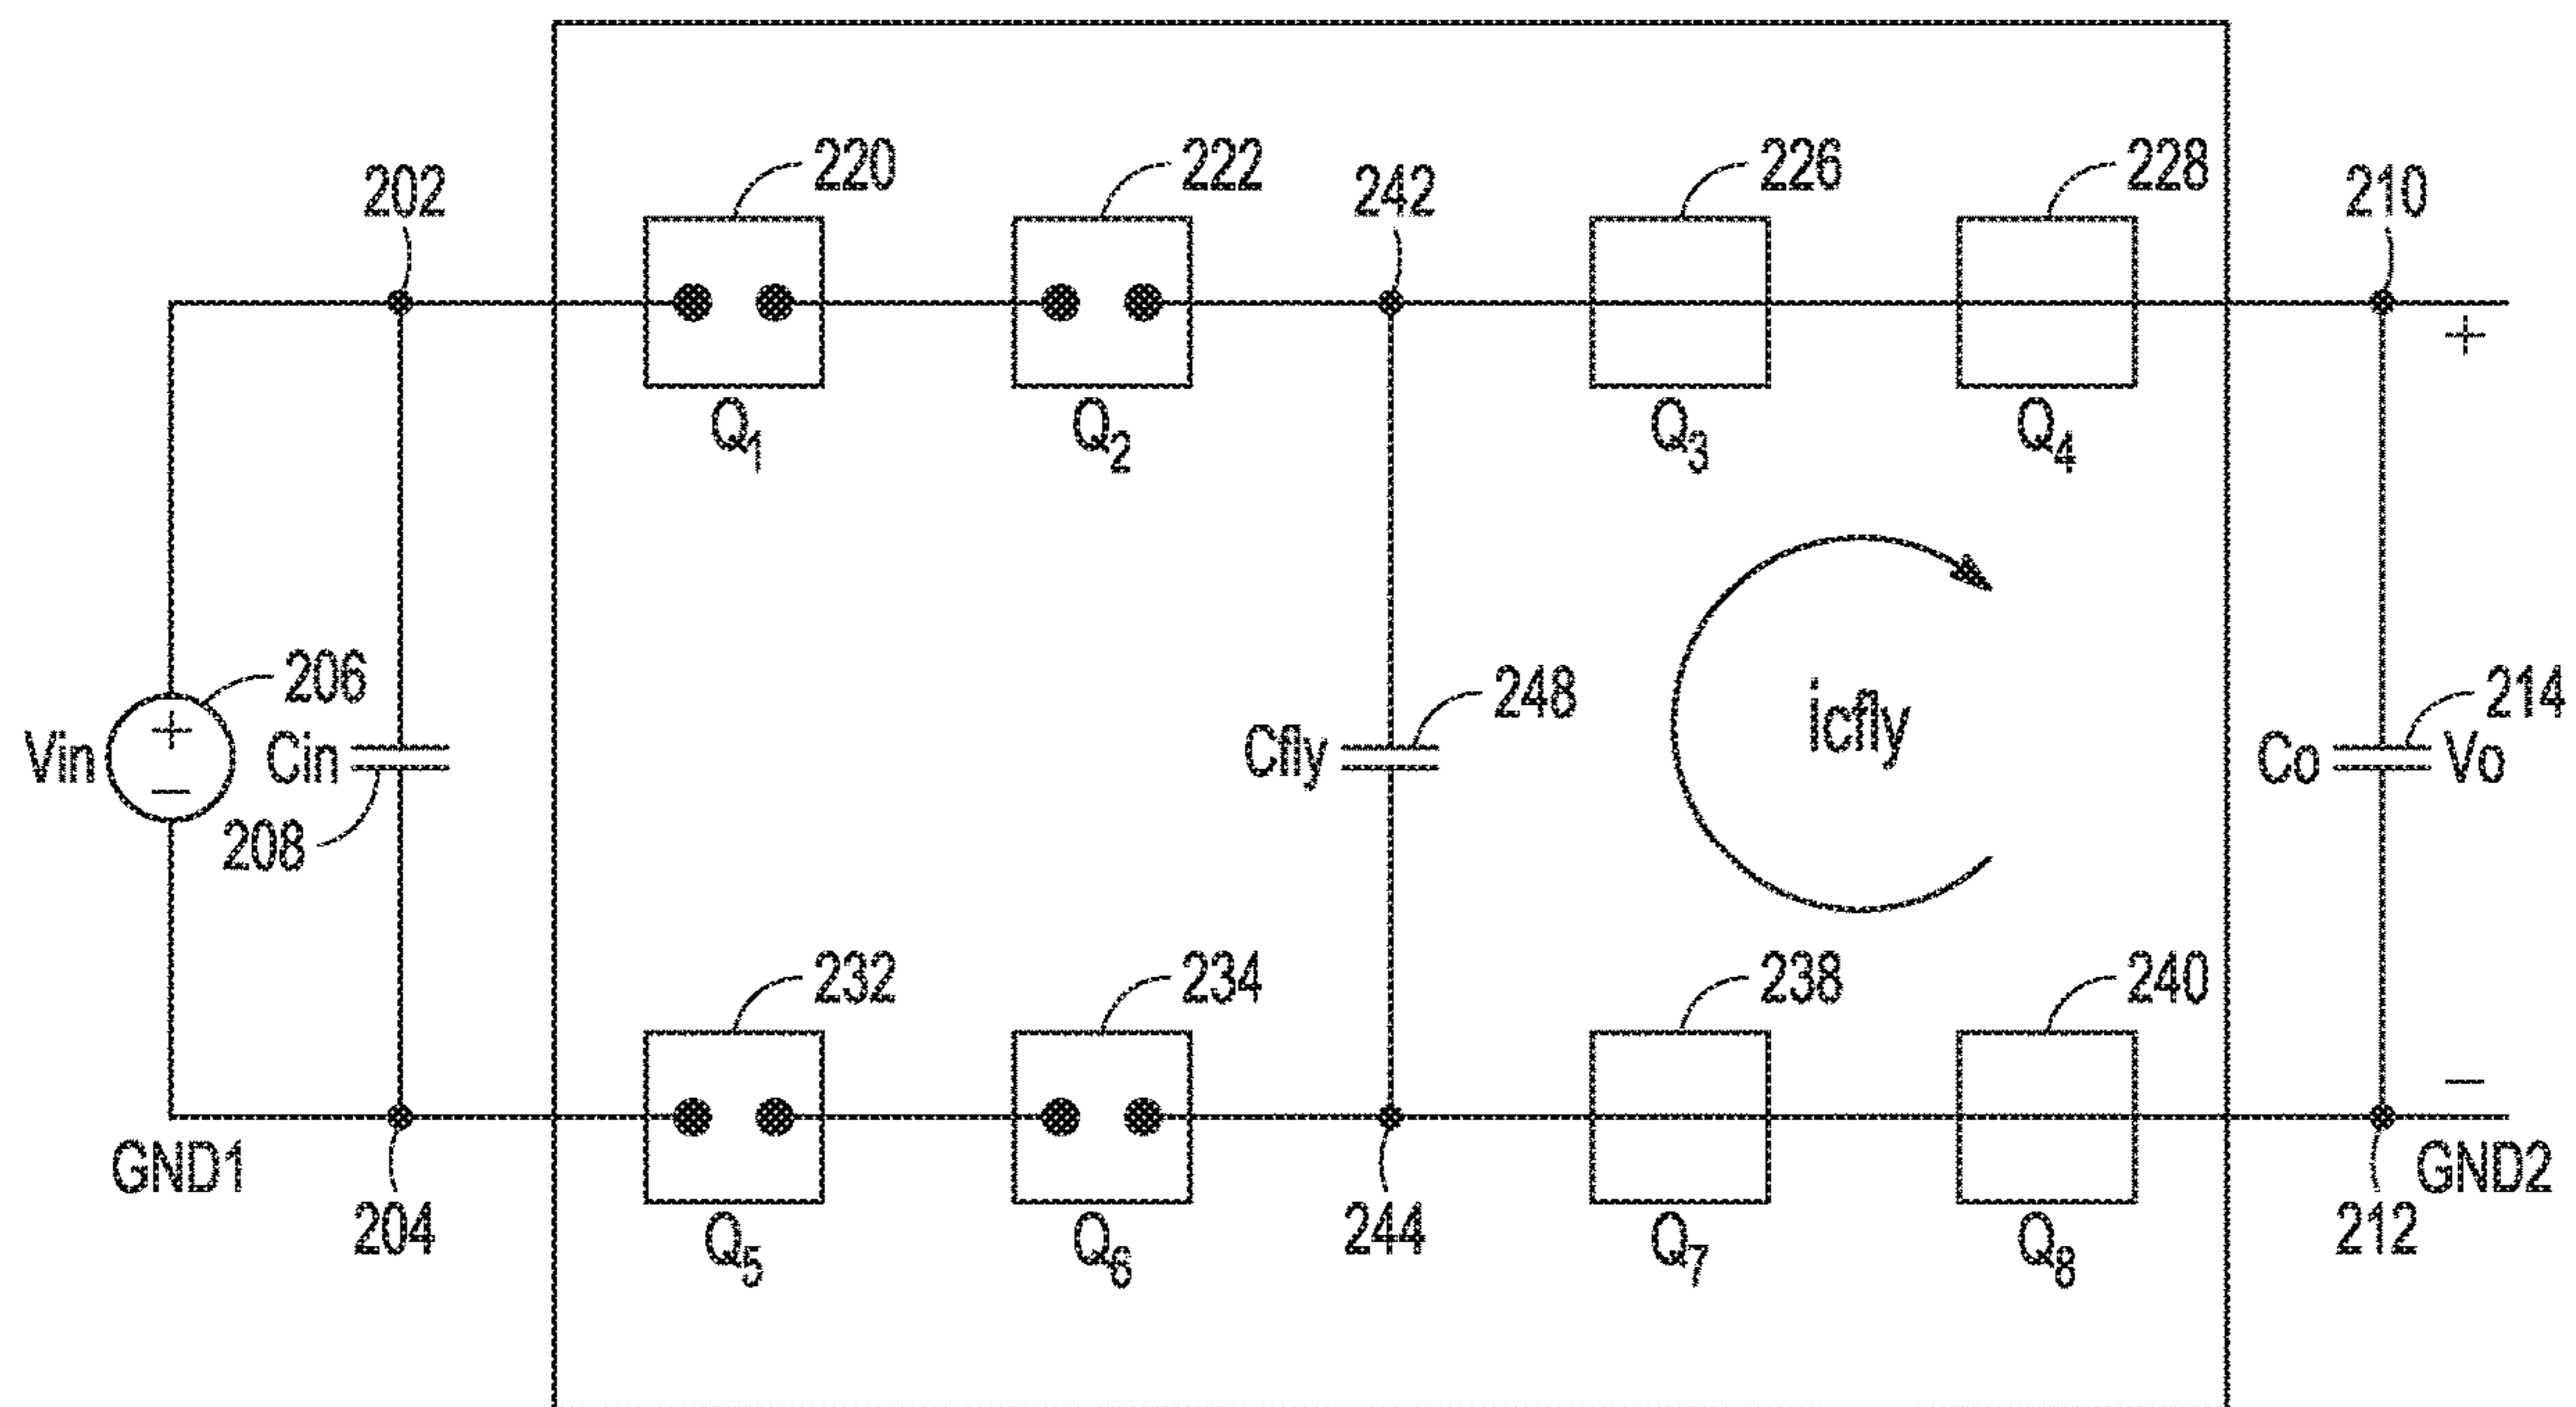 220
222
226
228
202
242
210
+
Q1
Q2
Q3
Q4
206
248
214
Vin
+
−
Cin
Cfly
icfly
Co
Vo
208
232
234
238
240
−
GND1
GND2
204
Q5
Q6
244
Q7
Q8
212